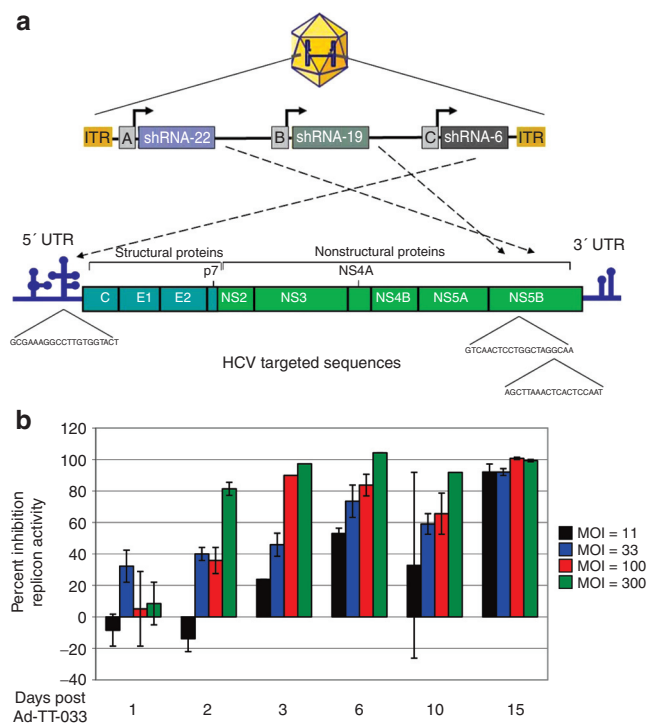 a
ITR A shRNA-22 B shRNA-19 C shRNA-6 ITR
5´ UTR
3´ UTR
Structural proteins Nonstructural proteins
p7 NS4A
C E1 E2 NS2 NS3 NS4B NS5A NS5B
GCGAAAGGCCTTGTGGTACT
HCV targeted sequences
GTCAACTCCTGGCTAGGCAA
AGCTTAAACTCACTCCAAT
b
Percent inhibition
replicon activity
120
100
80
60
40
20
0
−20
−40
MOI = 11
MOI = 33
MOI = 100
MOI = 300
Days post
Ad-TT-033
1 2 3 6 10 15